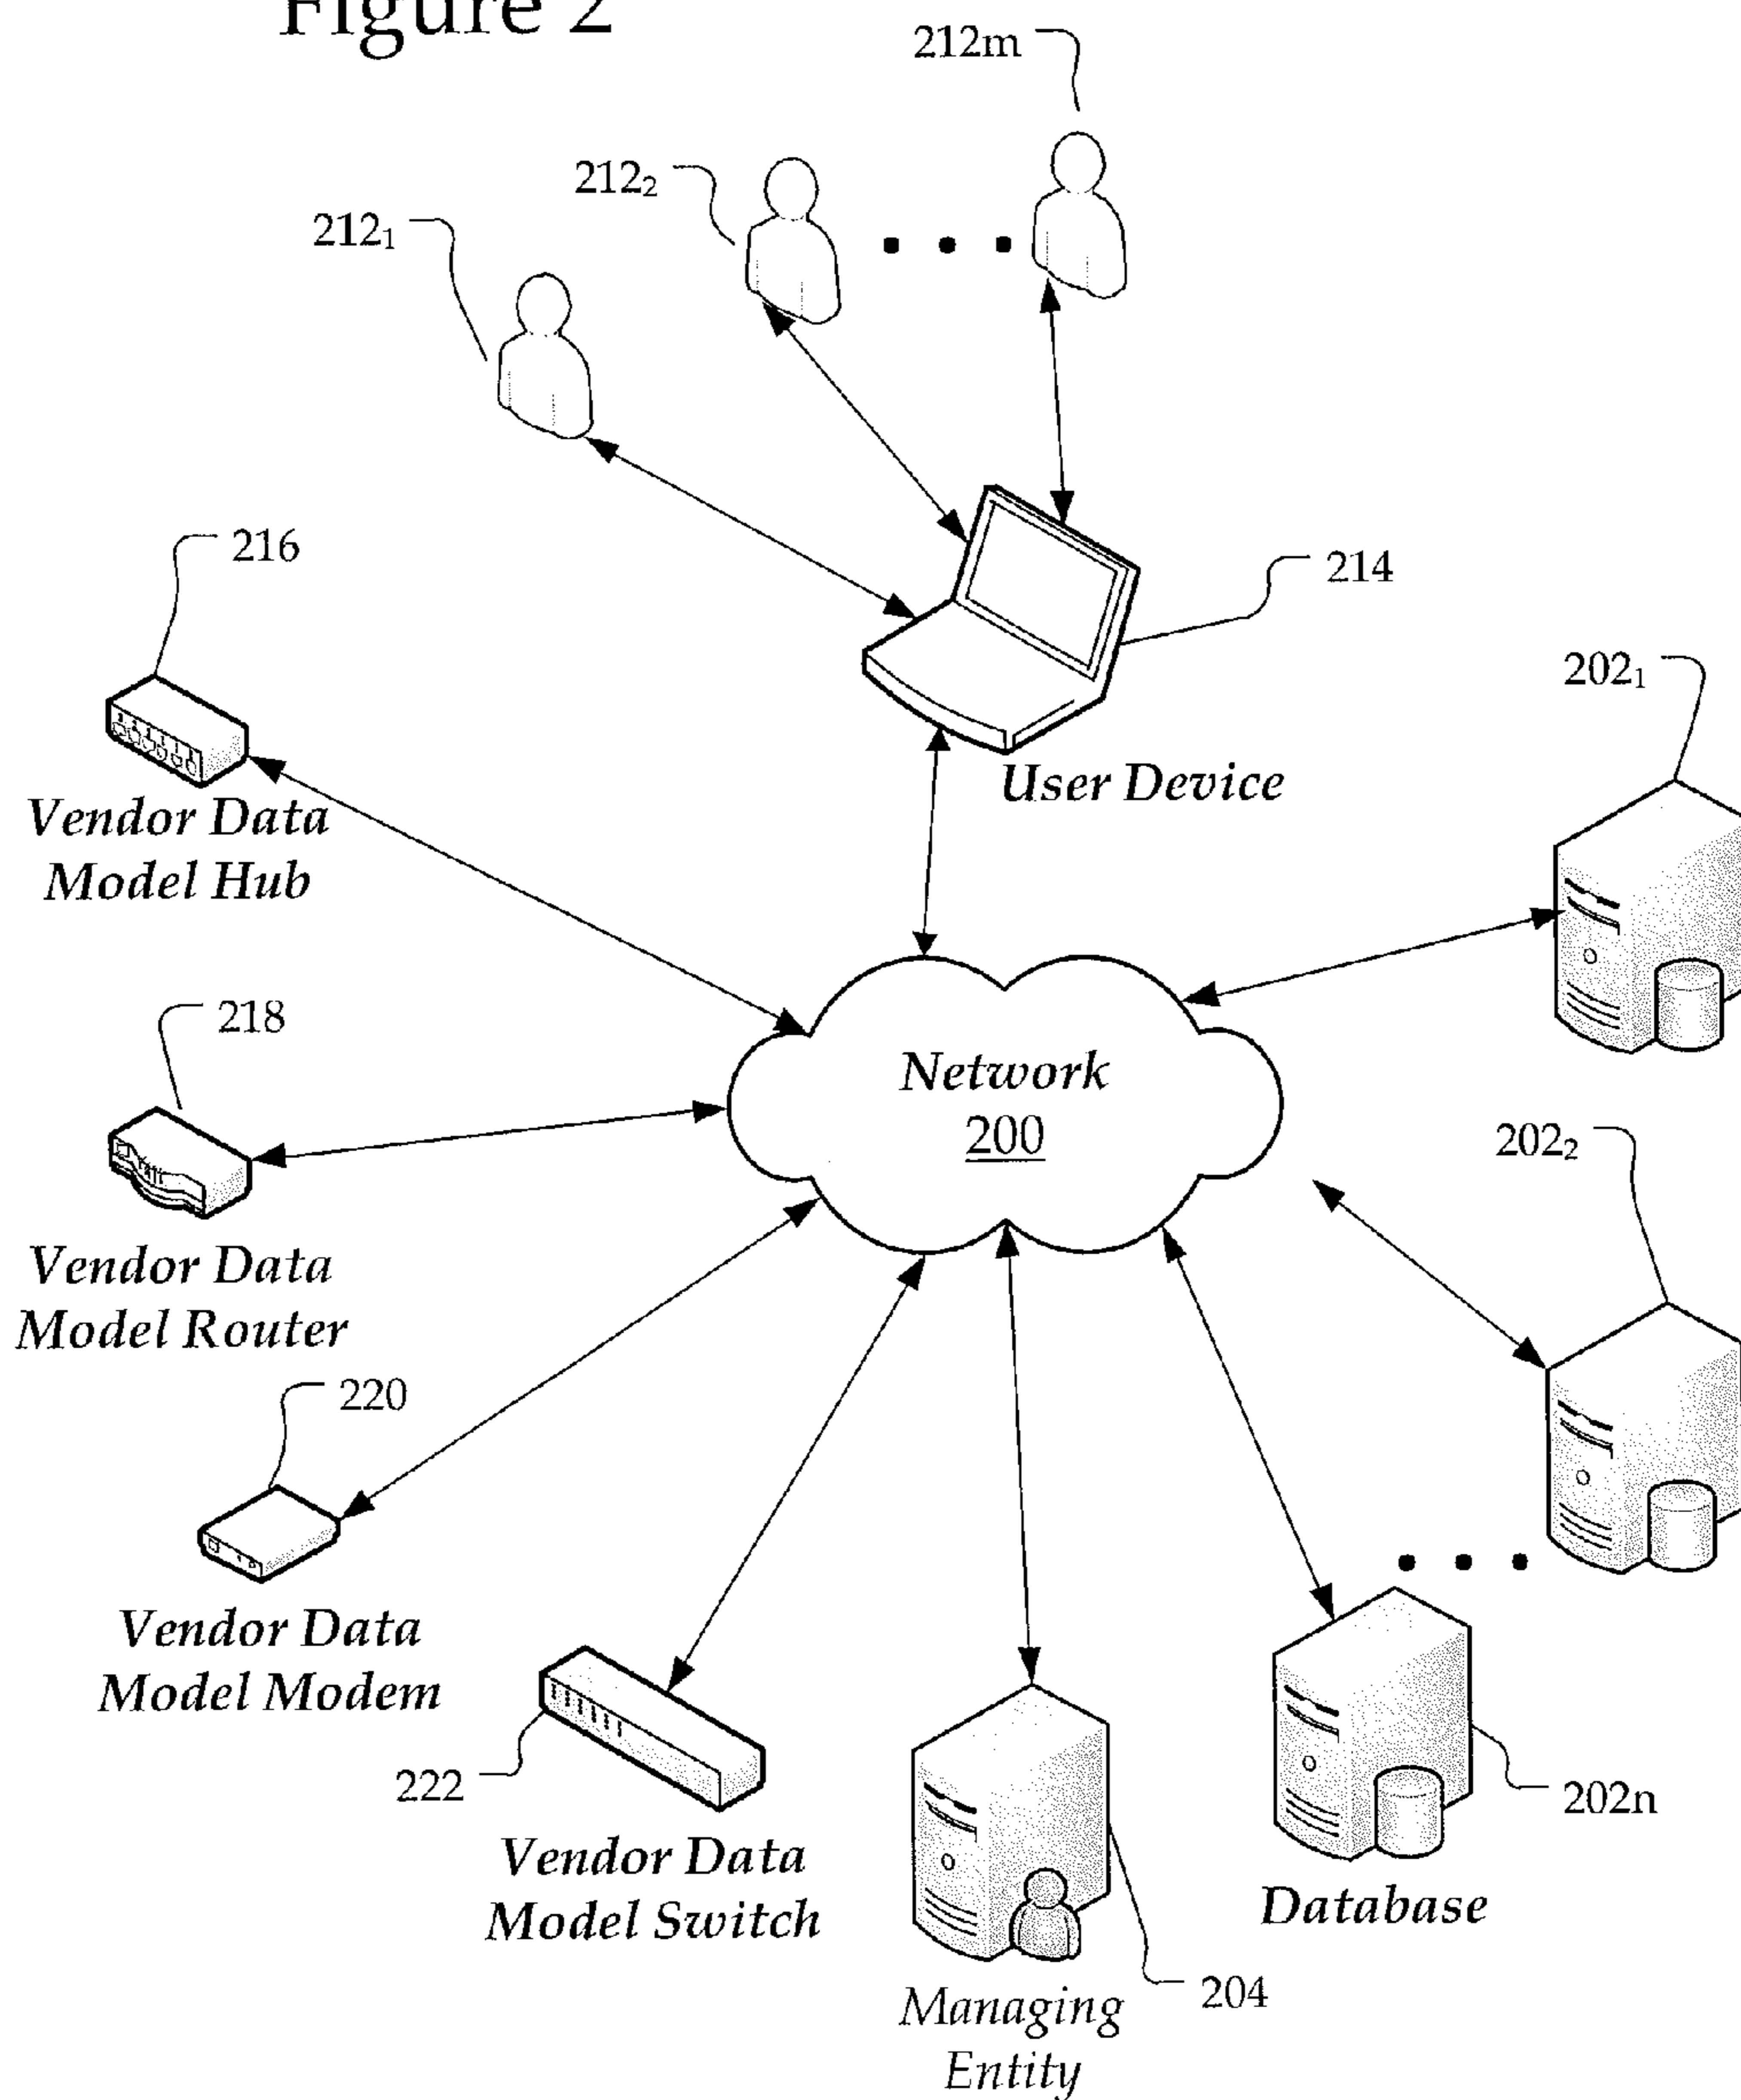 Figure 2
212m
212₂
212₁
216
214
202₁
User Device
Vendor Data
Model Hub
218
Network
200
202₂
Vendor Data
Model Router
220
Vendor Data
Model Modem
222
202n
Vendor Data
Model Switch
Database
204
Managing
Entity